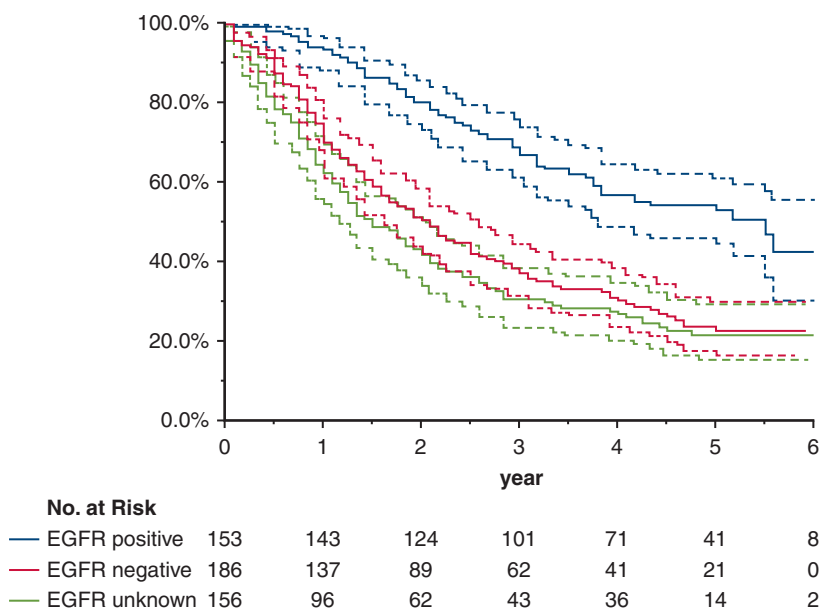 100.0%
80.0%
60.0%
40.0%
20.0%
0.0%
0 1 2 3 4 5 6
year
No. at Risk
EGFR positive 153 143 124 101 71 41 8
EGFR negative 186 137 89 62 41 21 0
EGFR unknown 156 96 62 43 36 14 2